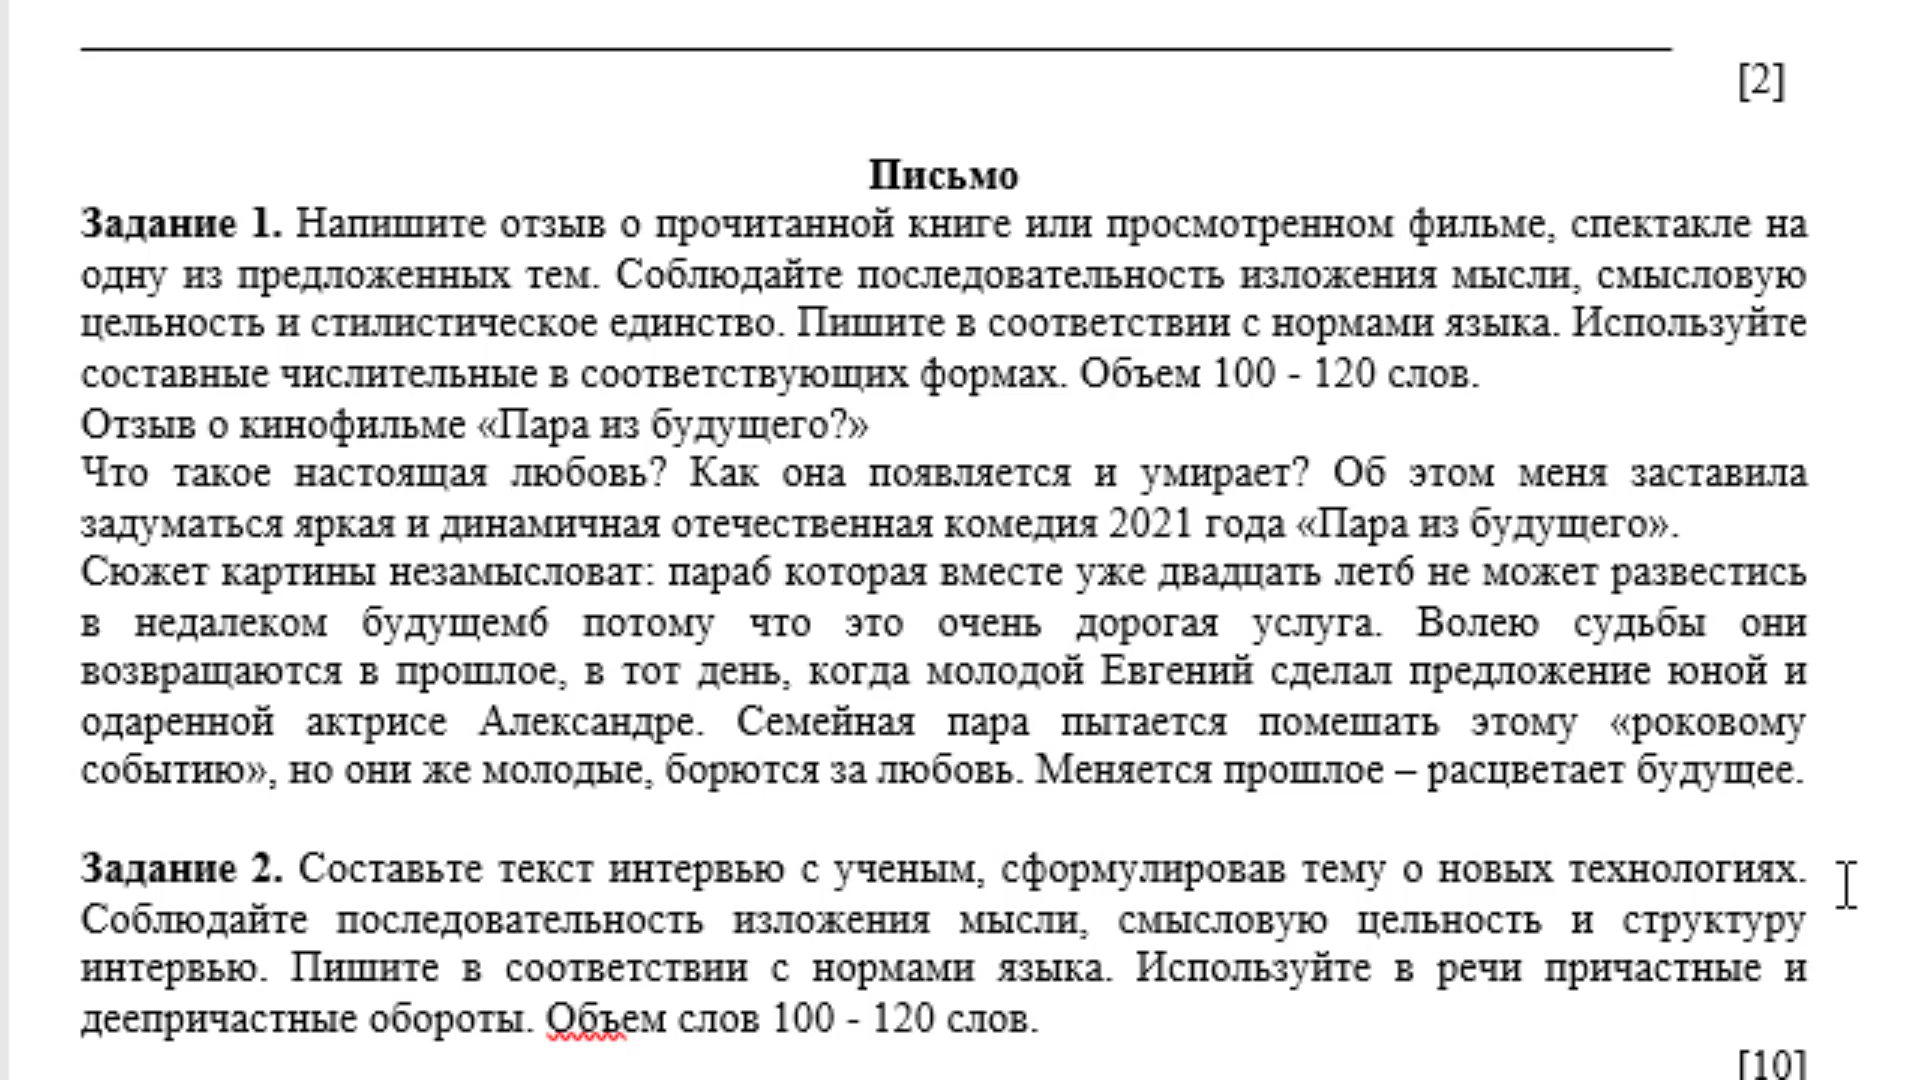 [2]
Письмо
Задание 1. Напишите отзыв о прочитанной книге или просмотренном фильме, спектакле на
одну из предложенных тем. Соблюдайте последовательность изложения мысли, смысловую
цельность и стилистическое единство. Пишите в соответствии с нормами языка. Используйте
составные числительные в соответствующих формах. Объем 100 - 120 слов.
Отзыв о кинофильме «Пара из будущего?»
Что такое настоящая любовь? Как она появляется и умирает? Об этом меня заставила
задуматься яркая и динамичная отечественная комедия 2021 года «Пара из будущего».
Сюжет картины незамысловат: параб которая вместе уже двадцать летб не может развестись
в недалеком будущемб потому что это очень дорогая услуга. Волею судьбы они
возвращаются в прошлое, в тот день, когда молодой Евгений сделал предложение юной и
одаренной актрисе Александре. Семейная пара пытается помешать этому «роковому
событию», но они же молодые, борются за любовь. Меняется прошлое – расцветает будущее.
Задание 2. Составьте текст интервью с ученым, сформулировав тему о новых технологиях.
Соблюдайте последовательность изложения мысли, смысловую цельность и структуру
интервью. Пишите в соответствии с нормами языка. Используйте в речи причастные и
деепричастные обороты. Объем слов 100 - 120 слов.
[10]